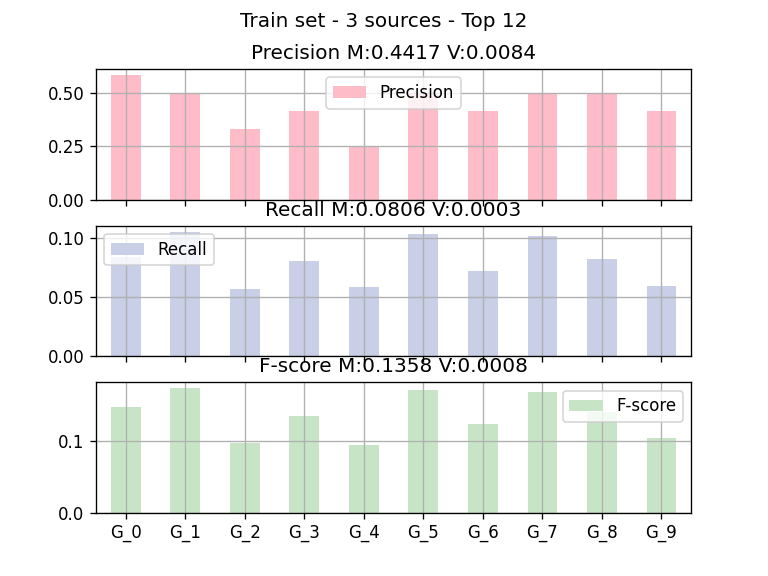 Train set - 3 sources - Top 12
Precision M:0.4417 V:0.0084
0.50
0.25
0.00
Precision
Recall M:0.0806 V:0.0003
0.10
0.05
0.00
Recall
F-score M:0.1358 V:0.0008
0.1
0.0
F-score
G_0 G_1 G_2 G_3 G_4 G_5 G_6 G_7 G_8 G_9